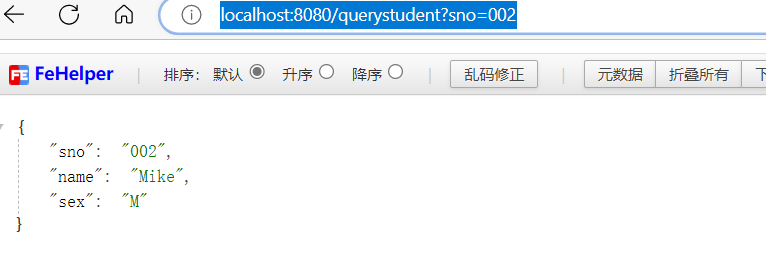 localhost:8080/querystudent?sno=002
FE FeHelper | 排序: 默认 升序 降序 | 乱码修正 | 元数据 折叠所有 下
{
"sno": "002",
"name": "Mike",
"sex": "M"
}